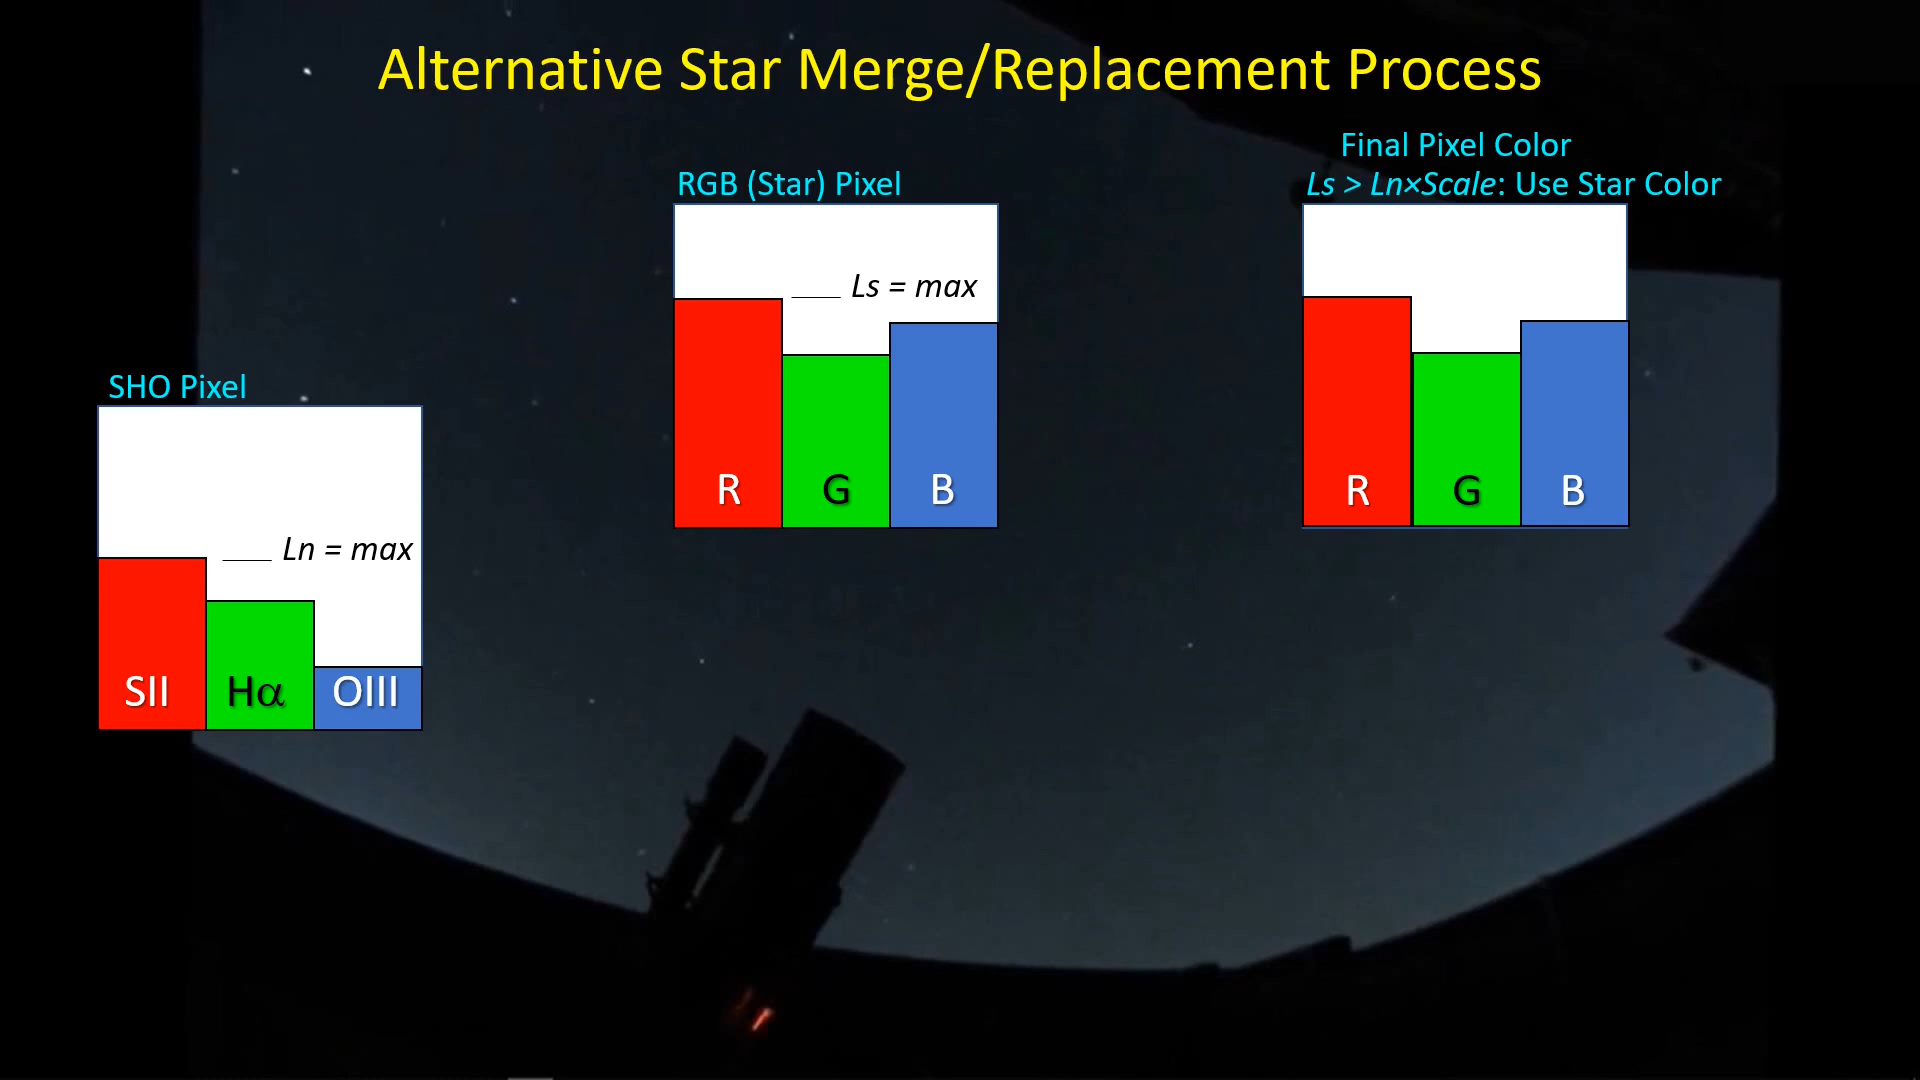 Alternative Star Merge/Replacement Process
SHO Pixel
Ln = max
SII
Hα
OIII
RGB (Star) Pixel
Ls = max
R
G
B
Final Pixel Color
Ls > Ln×Scale: Use Star Color
R
G
B